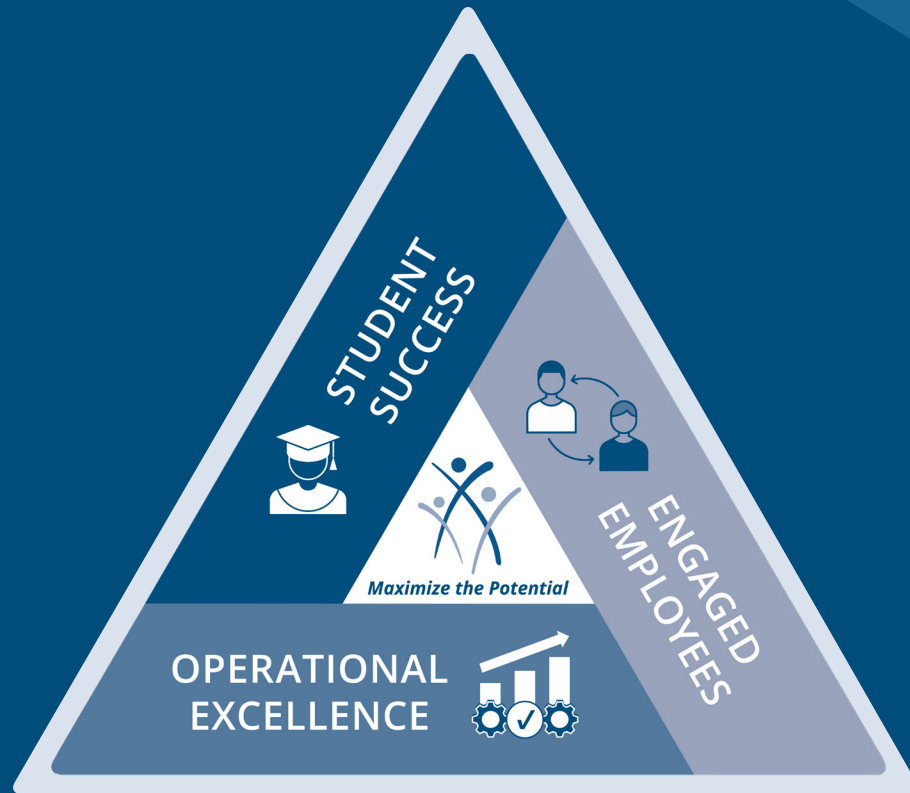 STUDENT
SUCCESS
ENGAGED
EMPLOYEES
Maximize the Potential
OPERATIONAL
EXCELLENCE